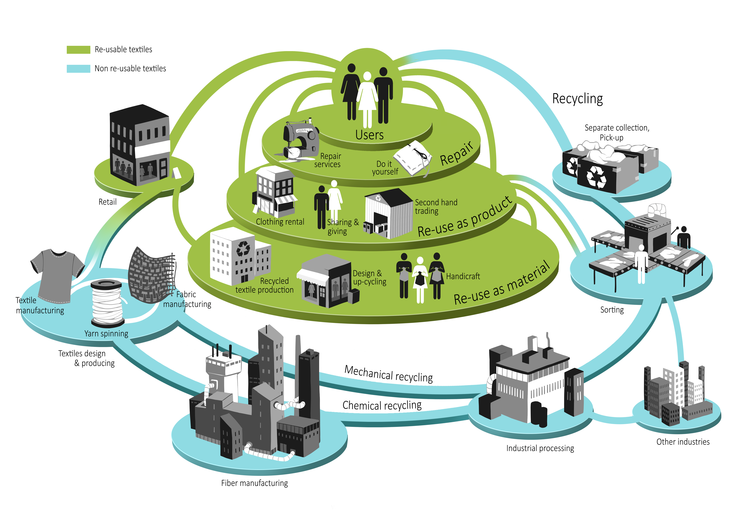 Re-usable textiles
Non re-usable textiles
Recycling
Separate collection,
Pick-up
Users
Repair
services
Do it
yourself
Repair
Retail
Clothing rental
Sharing &
giving
Second hand
trading
Re-use as product
Recycled
textile production
Design &
up-cycling
Handicraft
Re-use as material
Textile
manufacturing
Fabric
manufacturing
Yarn spinning
Textiles design
& producing
Sorting
Mechanical recycling
Chemical recycling
Fiber manufacturing
Industrial processing
Other industries